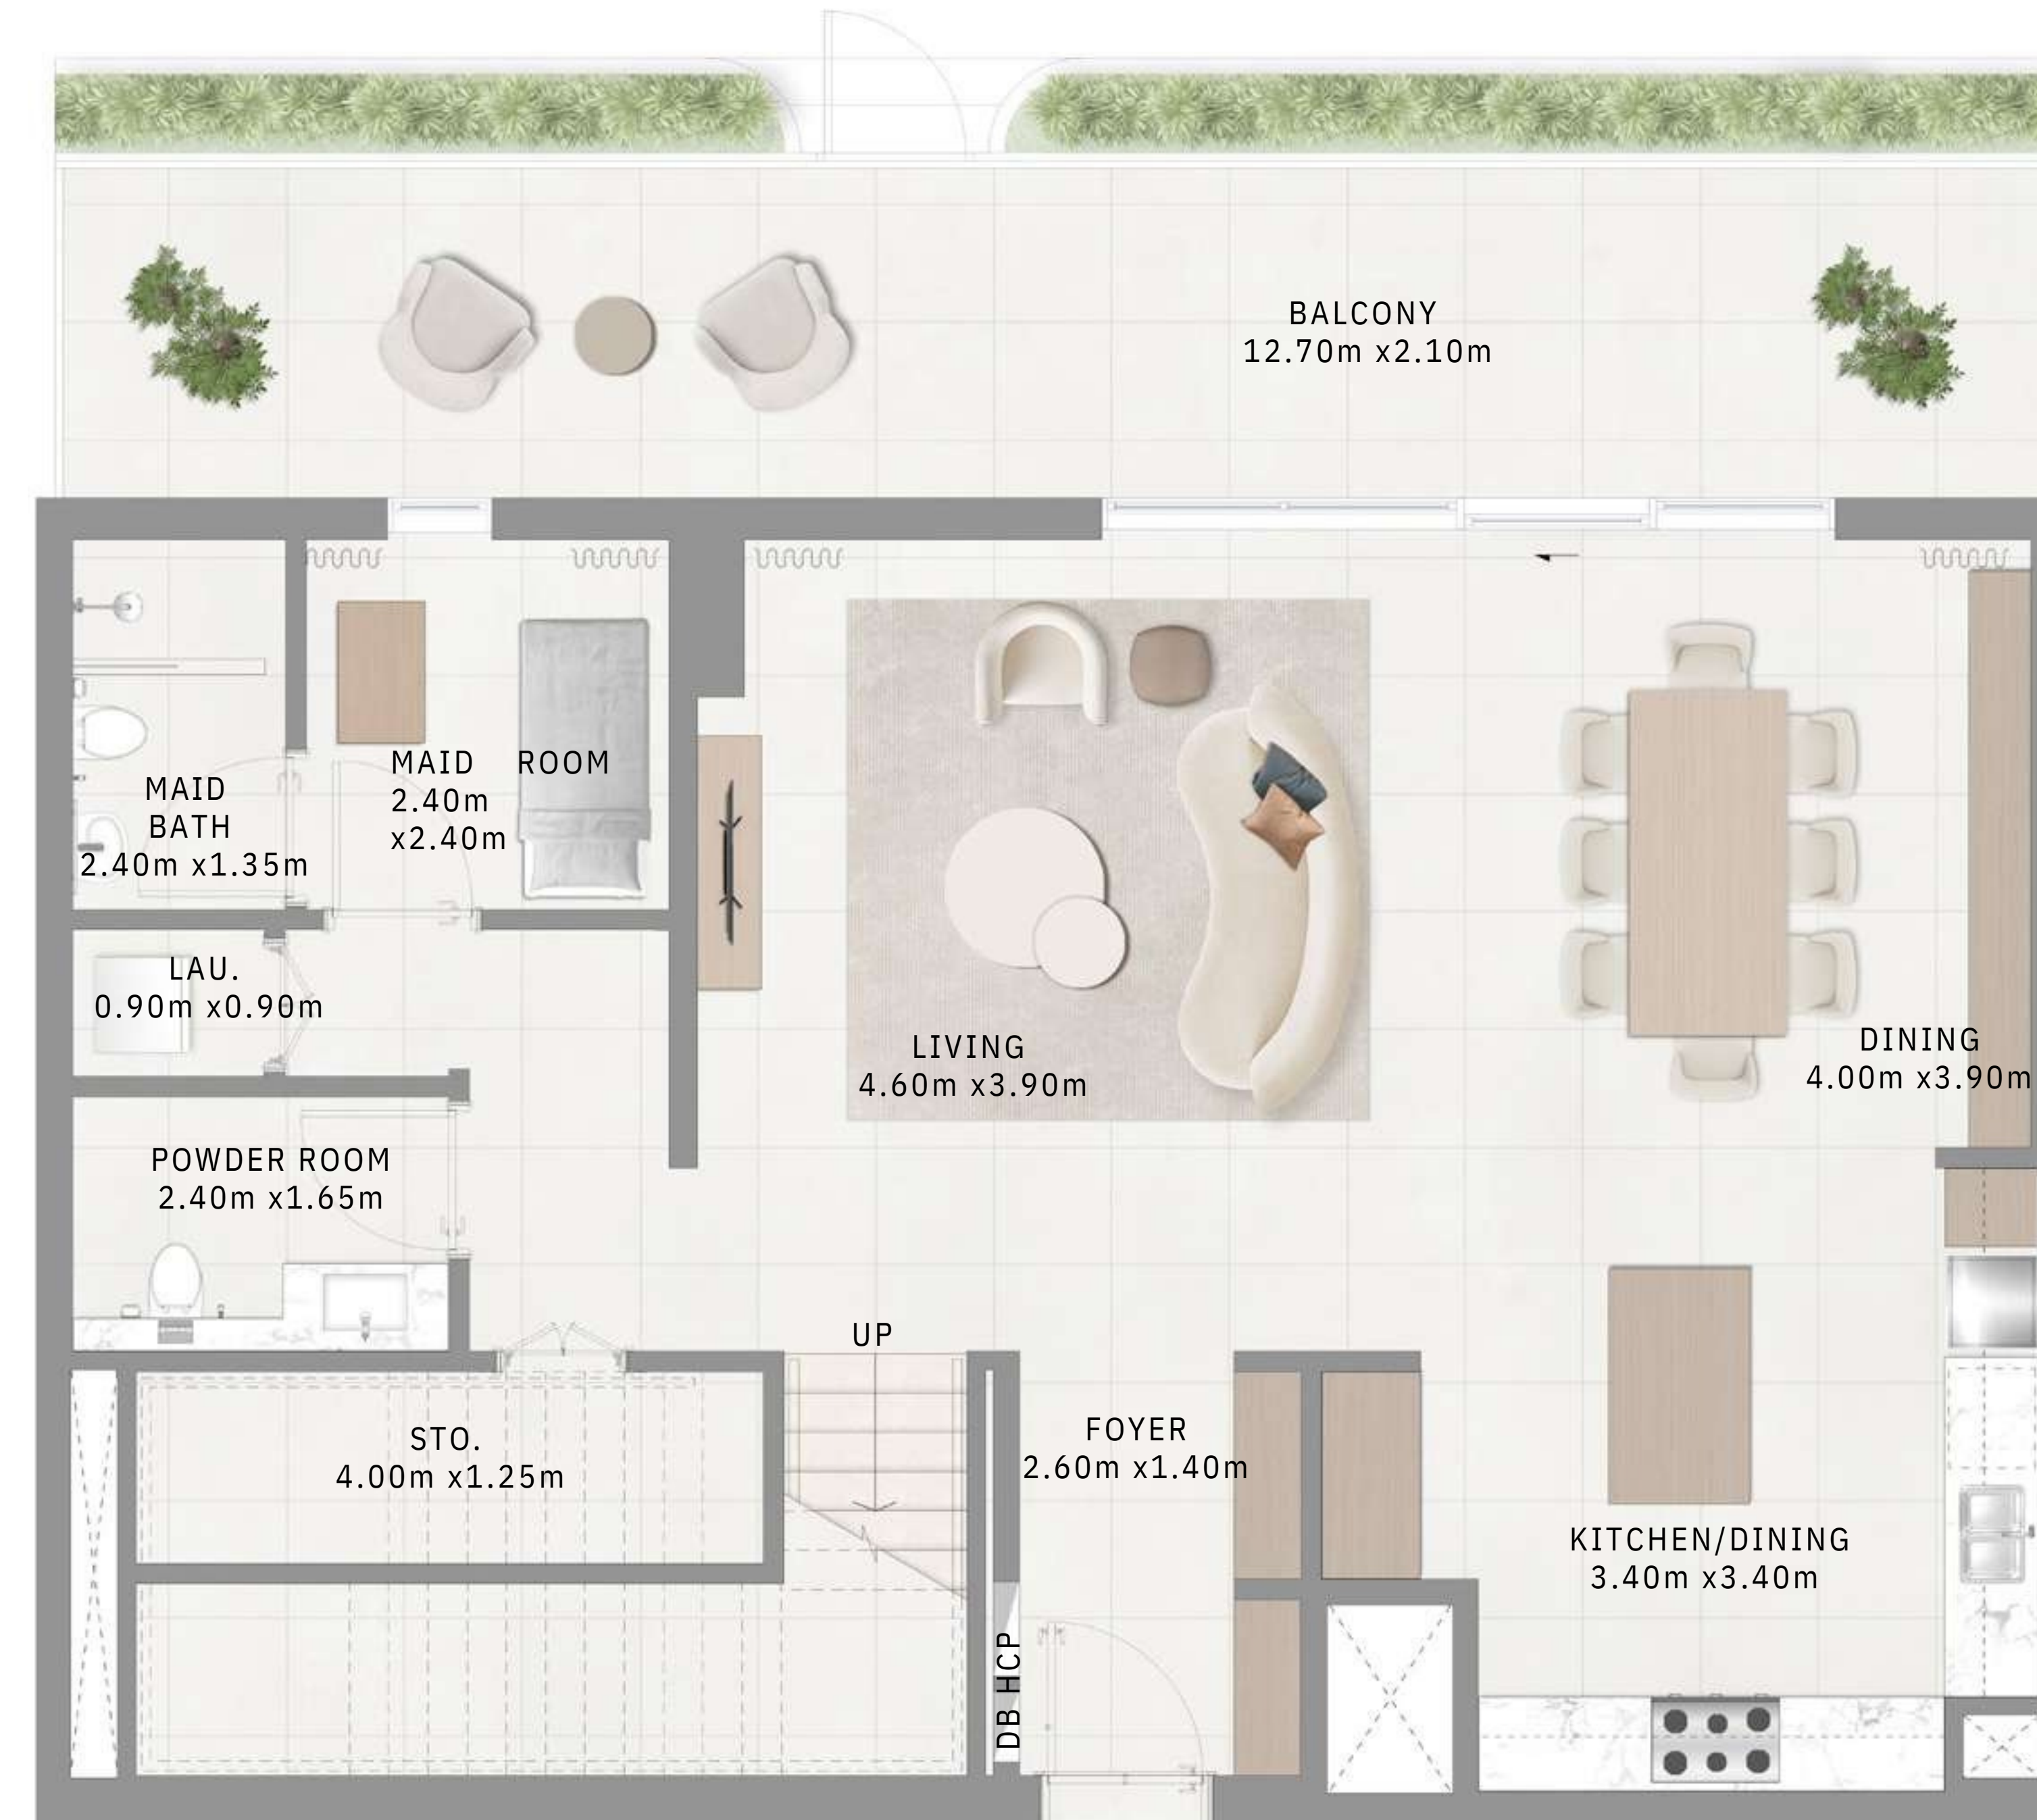 BALCONY
12.70m x2.10m
MAID ROOM
2.40m
x2.40m
MAID
BATH
2.40m x1.35m
LAU.
0.90m x0.90m
LIVING
4.60m x3.90m
DINING
4.00m x3.90m
POWDER ROOM
2.40m x1.65m
UP
STO.
4.00m x1.25m
FOYER
2.60m x1.40m
KITCHEN/DINING
3.40m x3.40m
DB HCP